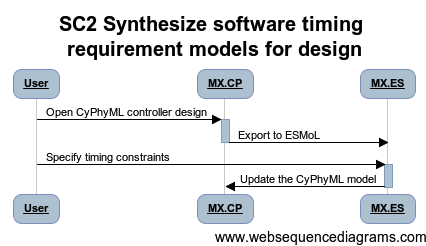 SC2 Synthesize software timing
requirement models for design
User
MX.CP
MX.ES
Open CyPhyML controller design
Export to ESMoL
Specify timing constraints
Update the CyPhyML model
User
MX.CP
MX.ES
www.websequencediagrams.com